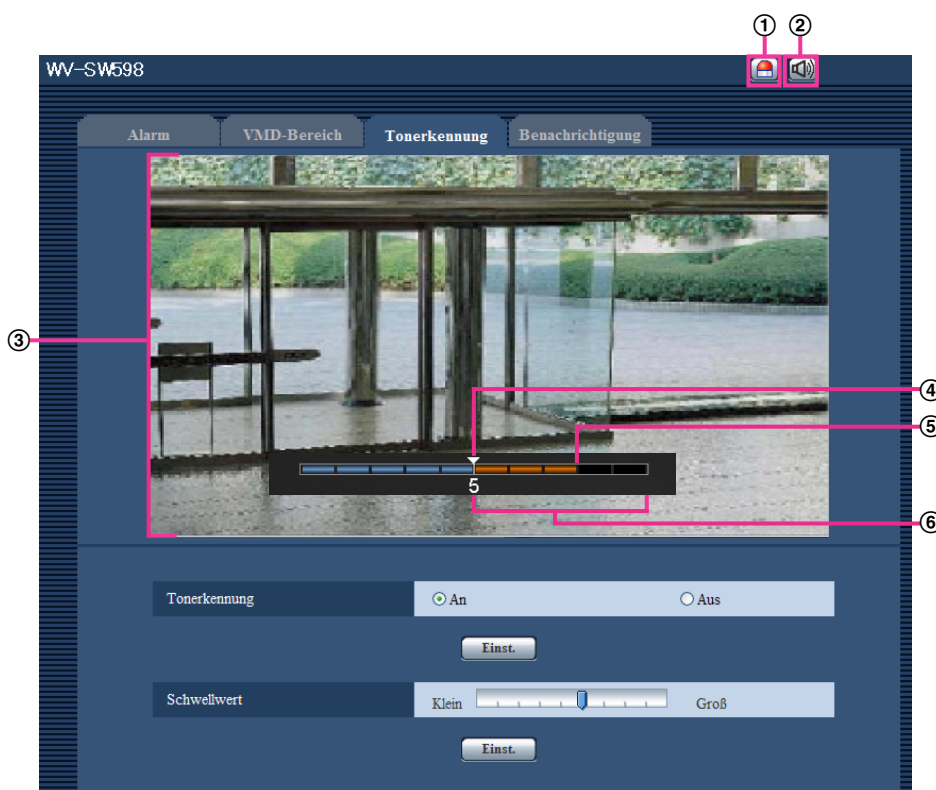 ① ②
WV-SW598
Alarm VMD-Bereich Tonerkennung Benachrichtigung
③
④
⑤
5
⑥
Tonerkennung An Aus
Einst.
Schwellwert Klein Groß
Einst.